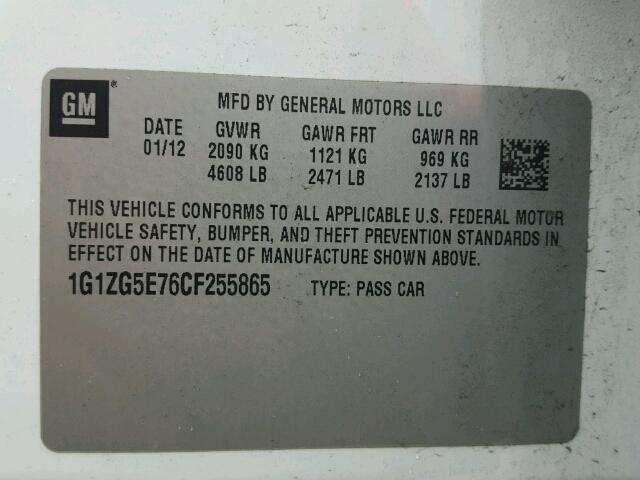 GM ®
MFD BY GENERAL MOTORS LLC
DATE GVWR GAWR FRT GAWR RR
01/12 2090 KG 1121 KG 969 KG
4608 LB 2471 LB 2137 LB
THIS VEHICLE CONFORMS TO ALL APPLICABLE U.S. FEDERAL MOTOR
VEHICLE SAFETY, BUMPER, AND THEFT PREVENTION STANDARDS IN
EFFECT ON THE DATE OF MANUFACTURE SHOWN ABOVE.
1G1ZG5E76CF255865 TYPE: PASS CAR